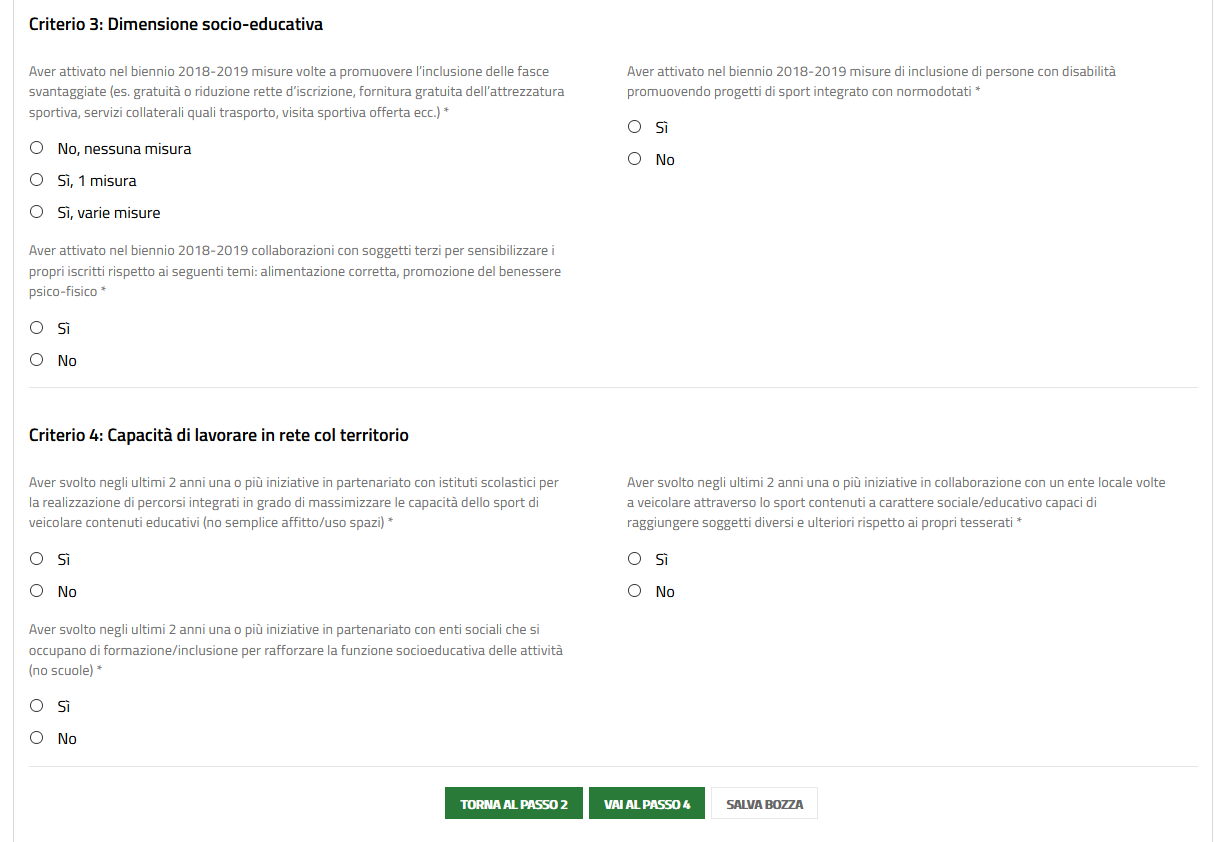 Criterio 3: Dimensione socio-educativa
Aver attivato nel biennio 2018-2019 misure volte a promuovere l'inclusione delle fasce
svantaggiate (es. gratuità o riduzione rette d'iscrizione, fornitura gratuita dell'attrezzatura
sportiva, servizi collaterali quali trasporto, visita sportiva offerta ecc.) *
No, nessuna misura
Sì, 1 misura
Sì, varie misure
Aver attivato nel biennio 2018-2019 misure di inclusione di persone con disabilità
promuovendo progetti di sport integrato con normodotati *
Sì
No
Aver attivato nel biennio 2018-2019 collaborazioni con soggetti terzi per sensibilizzare i
propri iscritti rispetto ai seguenti temi: alimentazione corretta, promozione del benessere
psico-fisico *
Sì
No
Criterio 4: Capacità di lavorare in rete col territorio
Aver svolto negli ultimi 2 anni una o più iniziative in partenariato con istituti scolastici per
la realizzazione di percorsi integrati in grado di massimizzare le capacità dello sport di
veicolare contenuti educativi (no semplice affitto/uso spazi) *
Sì
No
Aver svolto negli ultimi 2 anni una o più iniziative in collaborazione con un ente locale volte
a veicolare attraverso lo sport contenuti a carattere sociale/educativo capaci di
raggiungere soggetti diversi e ulteriori rispetto ai propri tesserati *
Sì
No
Aver svolto negli ultimi 2 anni una o più iniziative in partenariato con enti sociali che si
occupano di formazione/inclusione per rafforzare la funzione socioeducativa delle attività
(no scuole) *
Sì
No
TORNA AL PASSO 2
VAI AL PASSO 4
SALVA BOZZA